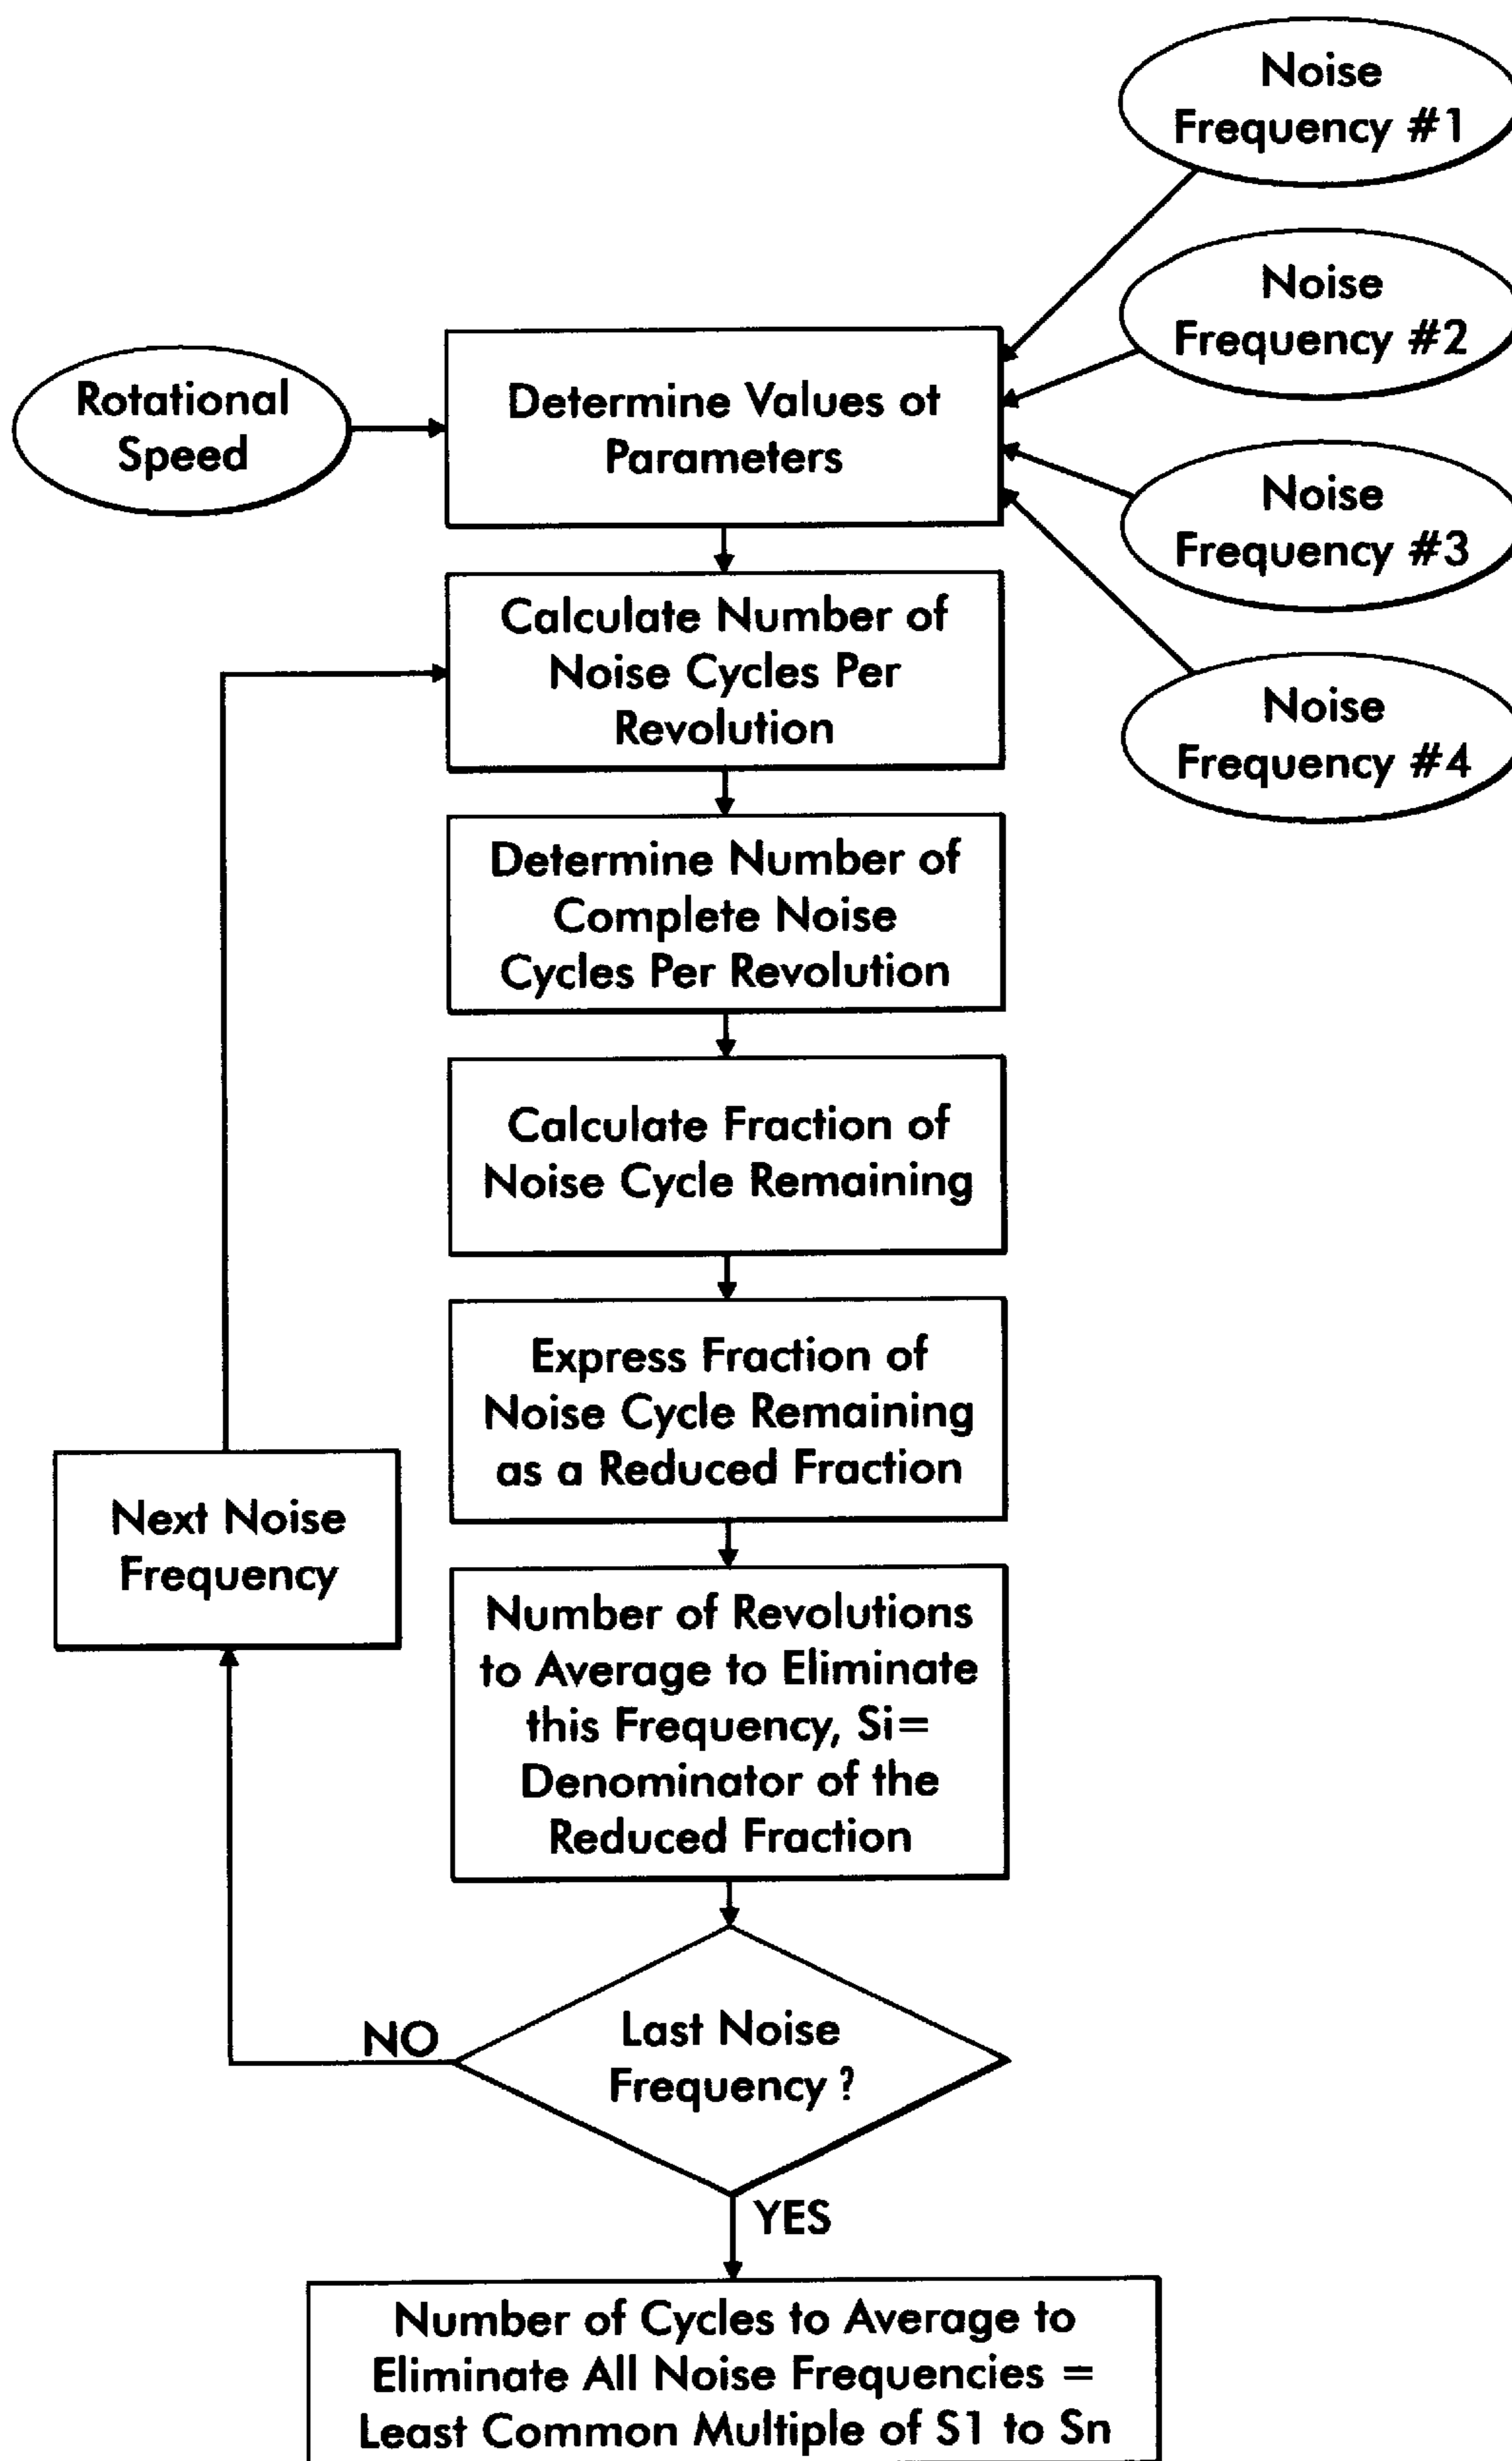 Noise
Frequency #1
Noise
Frequency #2
Rotational
Speed
Determine Values ot
Parameters
Noise
Frequency #3
Calculate Number of
Noise Cycles Per
Revolution
Noise
Frequency #4
Determine Number of
Complete Noise
Cycles Per Revolution
Calculate Fraction of
Noise Cycle Remaining
Express Fraction of
Noise Cycle Remaining
as a Reduced Fraction
Next Noise
Frequency
Number of Revolutions
to Average to Eliminate
this Frequency, Si=
Denominator of the
Reduced Fraction
Last Noise
Frequency ?
NO
YES
Number of Cycles to Average to
Eliminate All Noise Frequencies =
Least Common Multiple of S1 to Sn